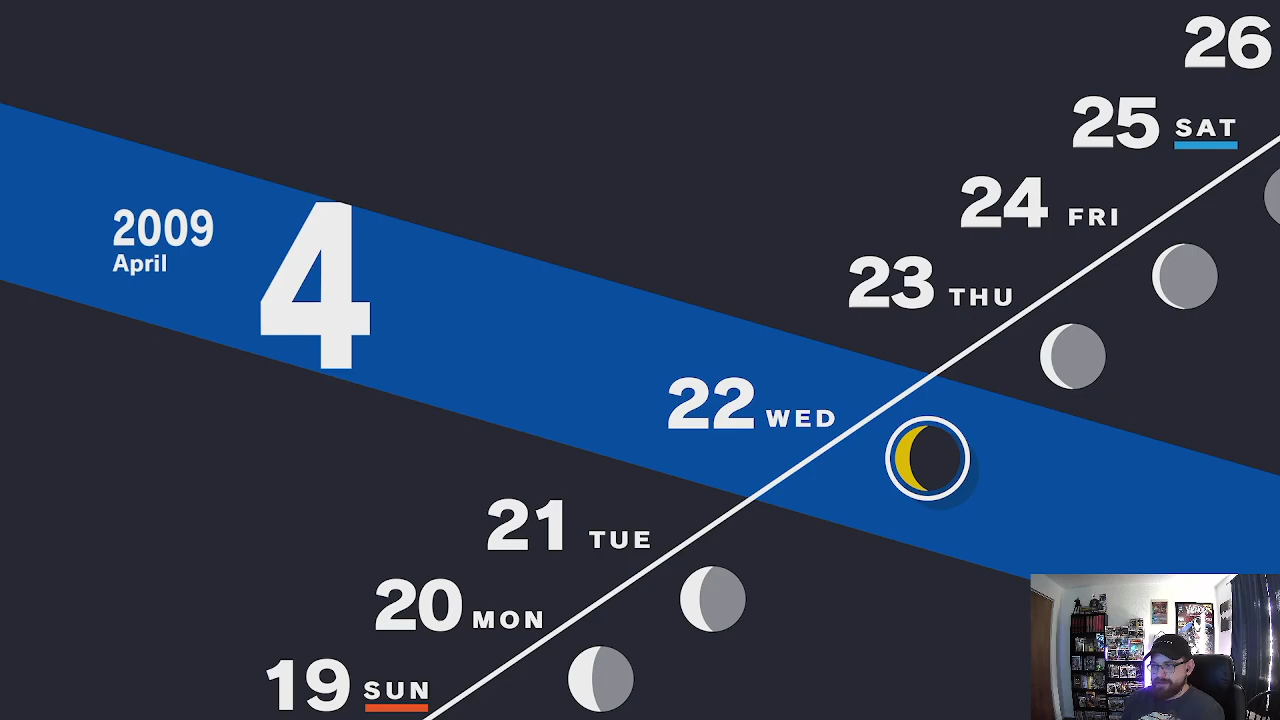 26
25 SAT
24 FRI
23 THU
2009
April
4
22 WED
21 TUE
20 MON
19 SUN